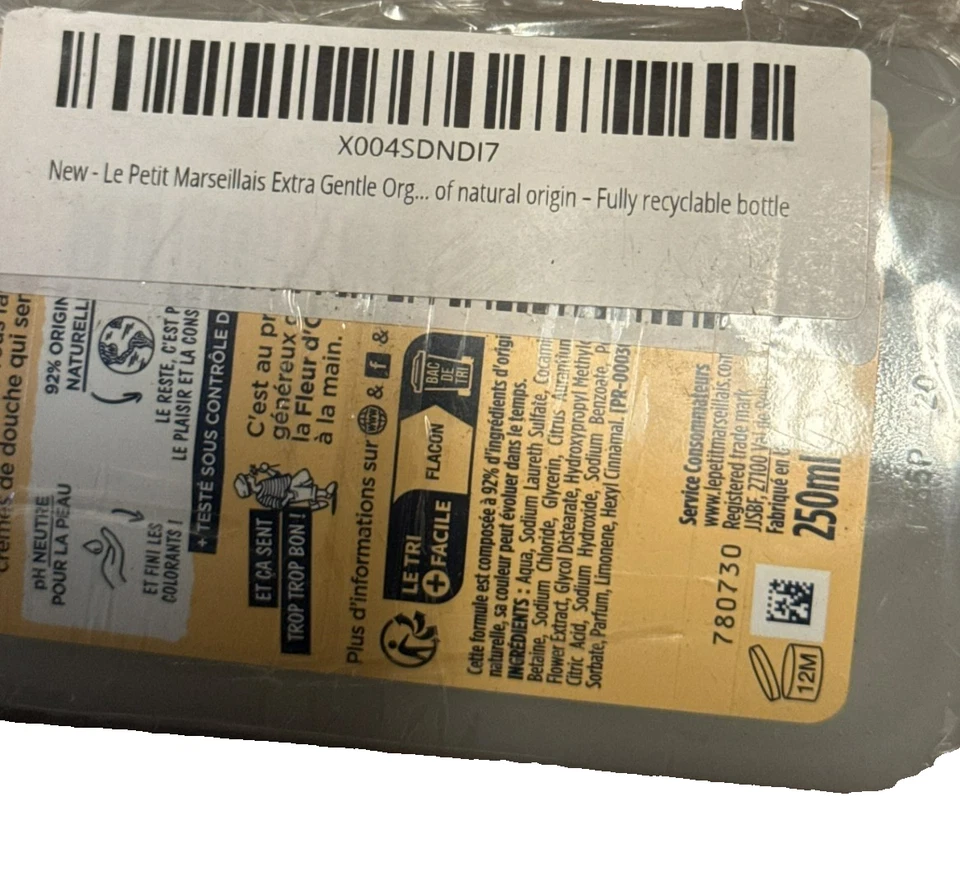 X004SDNDI7
New - Le Petit Marseillais Extra Gentle Org... of natural origin – Fully recyclable bottle
de douche qui
92% ORIGIN
NATURELL
LE RESTE, C'EST P
LE PLAISIR ET LA CONS
pH NEUTRE
POUR LA PEAU
ET FINI LES
COLORANTS !
+ TESTÉ SOUS CONTRÔLE D
C'est au
généreux
la Fleur d'O
à la main.
ET ÇA SENT
TROP TROP BON !
Plus d'informations sur & &
LE TRI
+ FACILE
FLACON
BAC
DE
TRI
Cette formule est composée à 92% d'ingrédients d'origi
naturelle, sa couleur peut évoluer dans le temps.
INGRÉDIENTS : Aqua, Sodium Laureth Sulfate, Cocami
Betaine, Sodium Chloride, Glycerin, Citrus Aurantium
Flower Extract, Glycol Distearate, Hydroxypropyl Methylc
Citric Acid, Sodium Hydroxide, Sodium Benzoate,
Sorbate, Parfum, Limonene, Hexyl Cinnamal.
Service Consommateurs
www.lepetitmarseillais.com
Registered trade mark
JJSBF, 27100
Fabriqué en
250ml
780730
12M